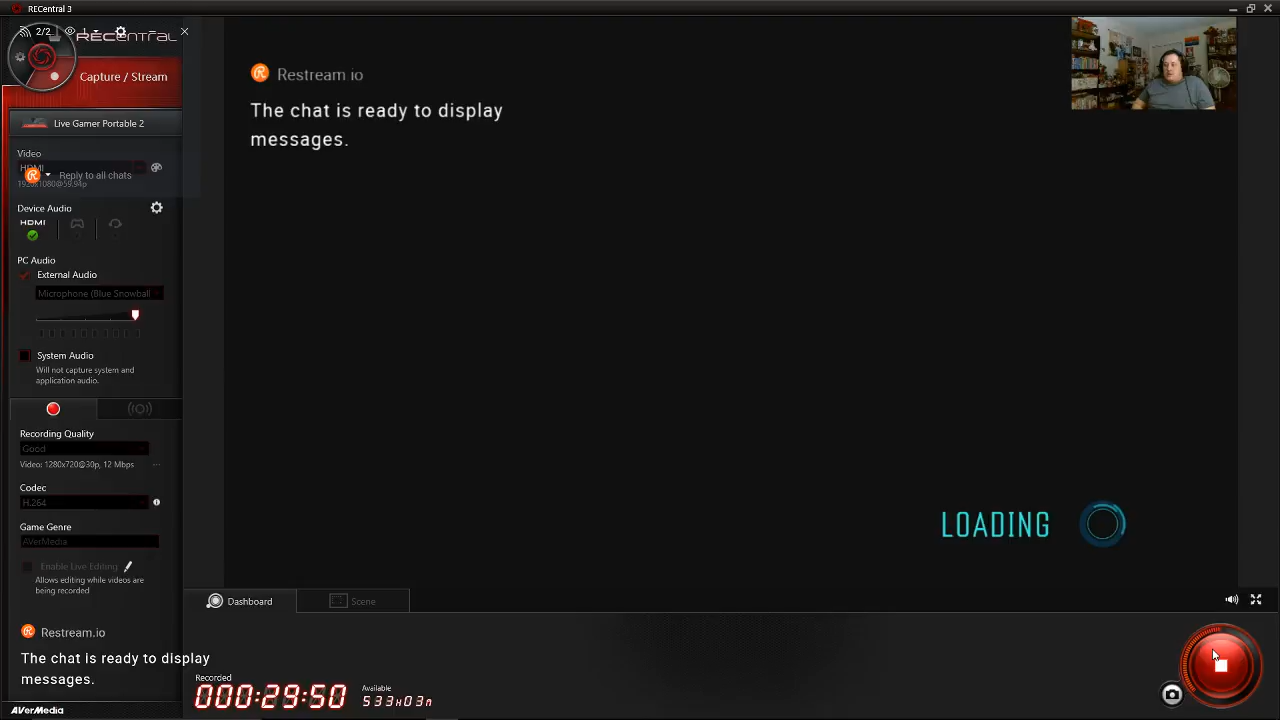 RECentral 3
2/2
1
RECENTRAL
Capture / Stream
Live Gamer Portable 2
Video
HDMI
Reply to all chats
1920x1080@59.94p
Device Audio
HDMI
PC Audio
External Audio
Microphone (Blue Snowball
System Audio
Will not capture system and
application audio.
Recording Quality
Good
Video: 1280x720@30p, 12 Mbps
Codec
H.264
Game Genre
AVerMedia
Enable Live Editing
Allows editing while videos are
being recorded
Restream.io
The chat is ready to display
messages.
AVerMedia
Restream io
The chat is ready to display
messages.
LOADING
Dashboard
Scene
Recorded
000:29:50
Available
533H03M